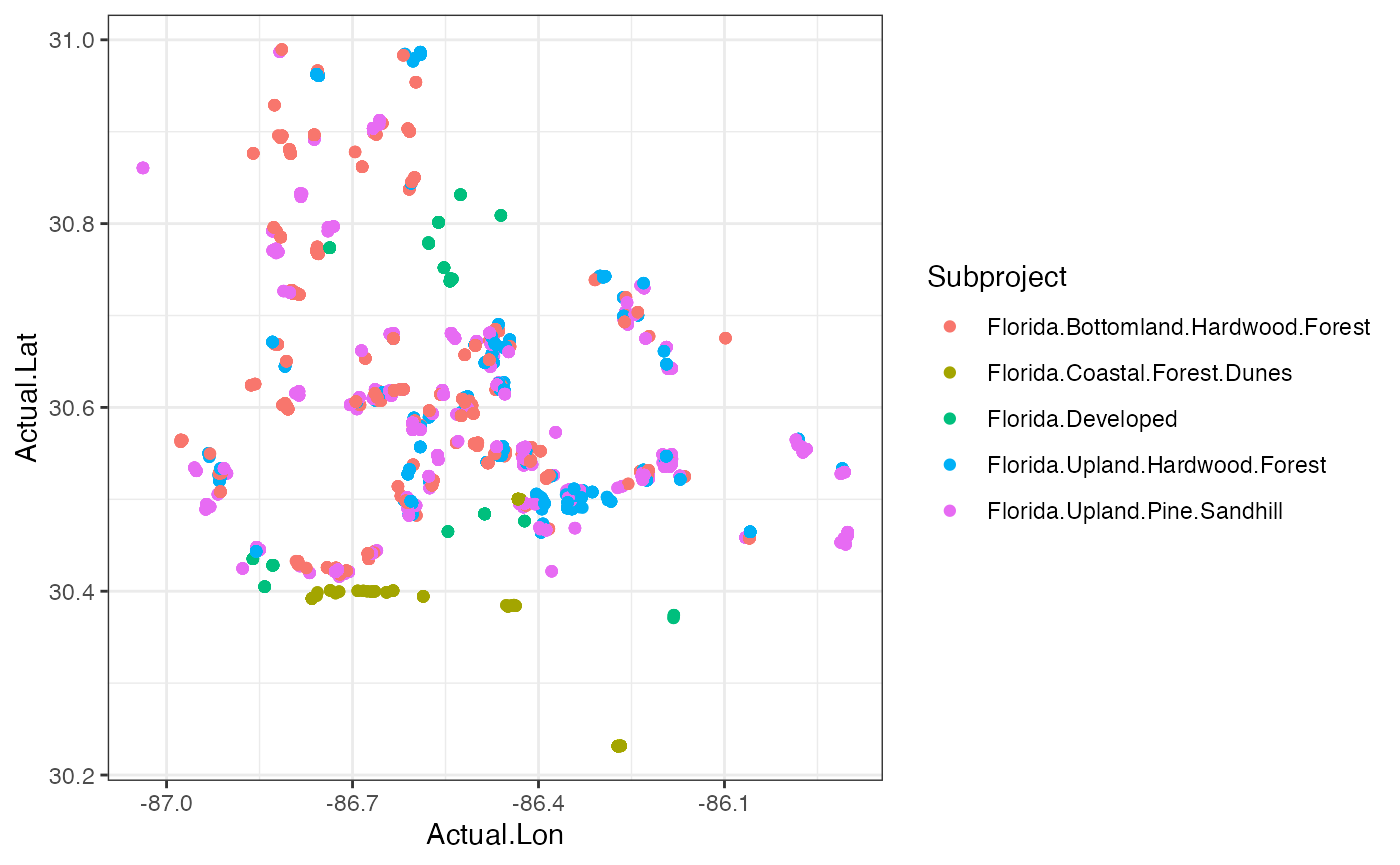 31.0
30.8
30.6
30.4
30.2
Actual.Lat
-87.0
-86.7
-86.4
-86.1
Actual.Lon
Subproject
Florida.Bottomland.Hardwood.Forest
Florida.Coastal.Forest.Dunes
Florida.Developed
Florida.Upland.Hardwood.Forest
Florida.Upland.Pine.Sandhill